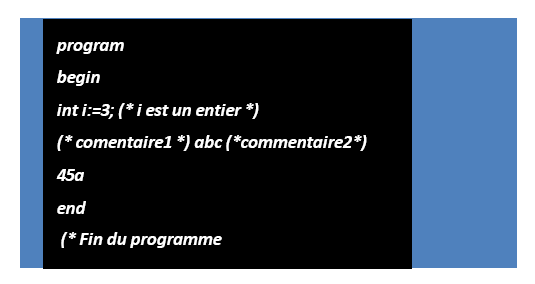 program
begin
int i:=3; (* i est un entier *)
(* comentaire1 *) abc (*commentaire2*)
45a
end
(* Fin du programme